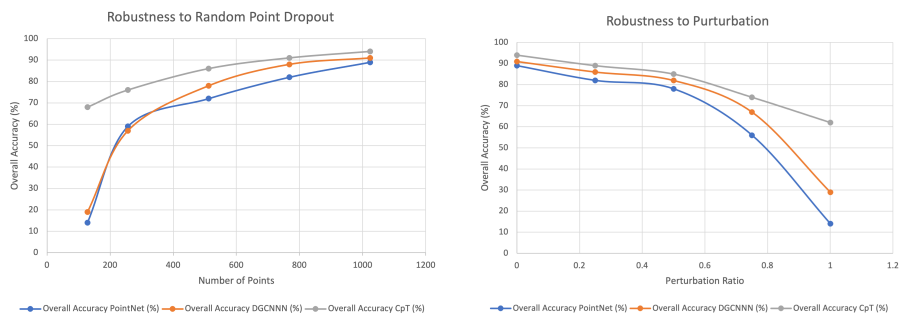 Robustness to Random Point Dropout
100
90
80
70
60
50
40
30
20
10
0
Overall Accuracy (%)
0 200 400 600 800 1000 1200
Number of Points
Overall Accuracy PointNet (%) Overall Accuracy DGCNNN (%) Overall Accuracy CpT (%)
Robustness to Purturbation
100
90
80
70
60
50
40
30
20
10
0
Overall Accuracy (%)
0 0.2 0.4 0.6 0.8 1 1.2
Perturbation Ratio
Overall Accuracy PointNet (%) Overall Accuracy DGCNNN (%) Overall Accuracy CpT (%)